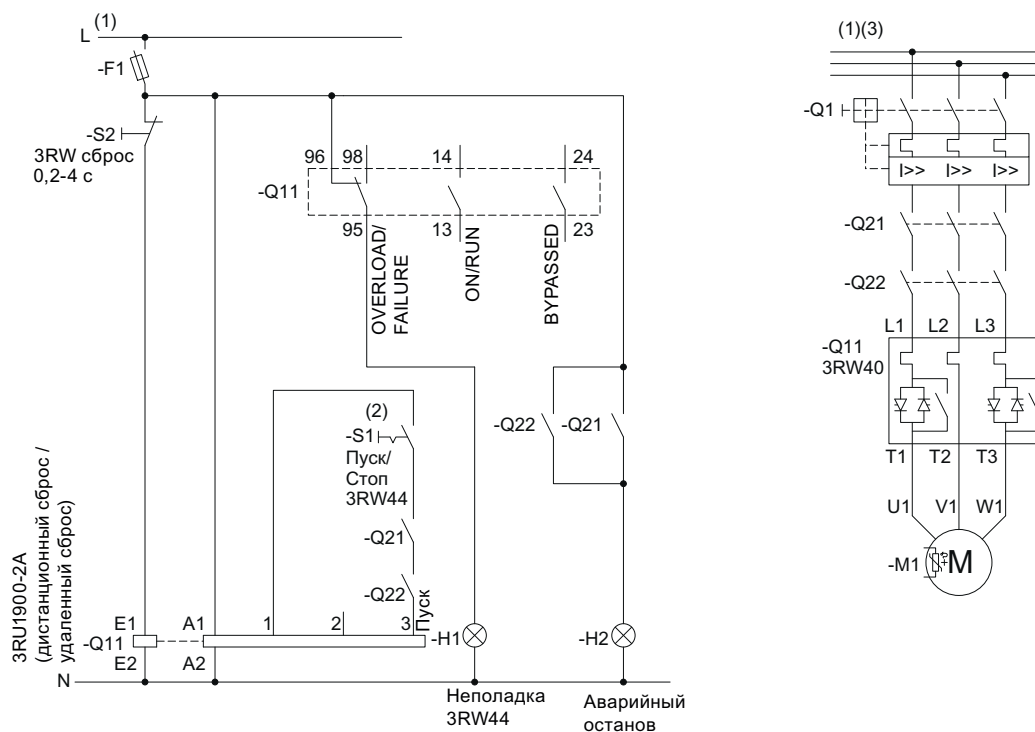 (1)
L
-F1
-S2
3RW сброс
0,2-4 с
96 98 14 24
-Q11
95 13 23
OVERLOAD/
FAILURE
ON/RUN
BYPASSED
(2)
-S1
Пуск/
Стоп
3RW44
-Q21
-Q22
Пуск
-Q22 -Q21
3RU1900-2A
(дистанционный сброс /
удаленный сброс)
E1 A1 1 2 3
-Q11
E2 A2
-H1 -H2
N
Неполадка
3RW44
Аварийный
останов
(1)(3)
-Q1
I>> I>> I>>
-Q21
-Q22
L1 L2 L3
-Q11
3RW40
T1 T2 T3
U1 V1 W1
-M1 M